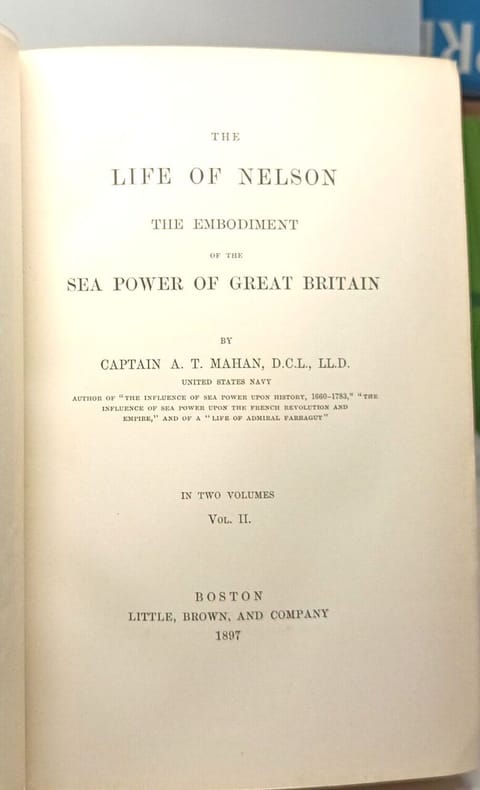 THE
LIFE OF NELSON
THE EMBODIMENT
OF THE
SEA POWER OF GREAT BRITAIN
BY
CAPTAIN A. T. MAHAN, D.C.L., LL.D.
UNITED STATES NAVY
AUTHOR OF "THE INFLUENCE OF SEA POWER UPON HISTORY, 1660–1783," "THE
INFLUENCE OF SEA POWER UPON THE FRENCH REVOLUTION AND
EMPIRE," AND OF A "LIFE OF ADMIRAL FARRAGUT"
IN TWO VOLUMES
VOL. II.
BOSTON
LITTLE, BROWN, AND COMPANY
1897